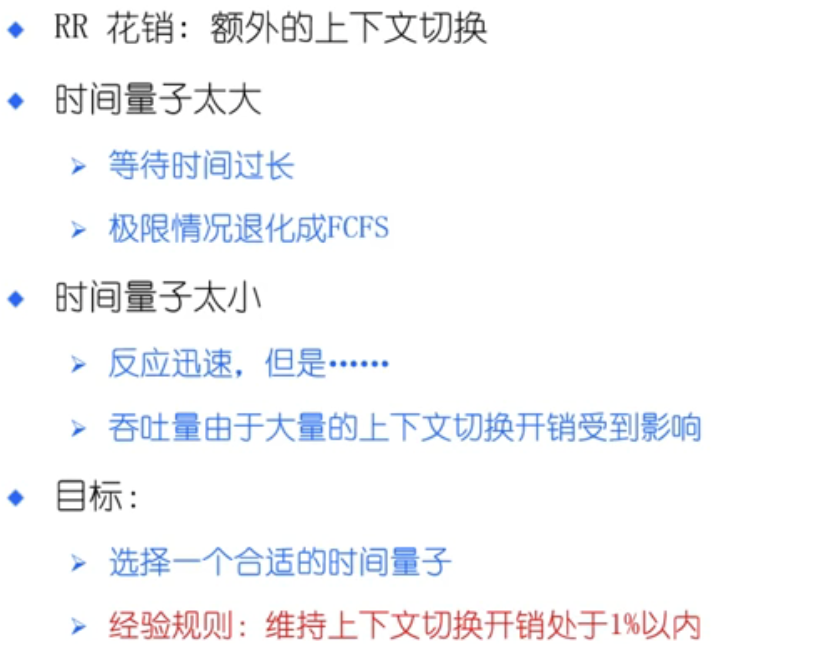 RR 花销: 额外的上下文切换
时间量子太大
等待时间过长
极限情况退化成FCFS
时间量子太小
反应迅速，但是……
吞吐量由于大量的上下文切换开销受到影响
目标:
选择一个合适的时间量子
经验规则: 维持上下文切换开销处于1%以内